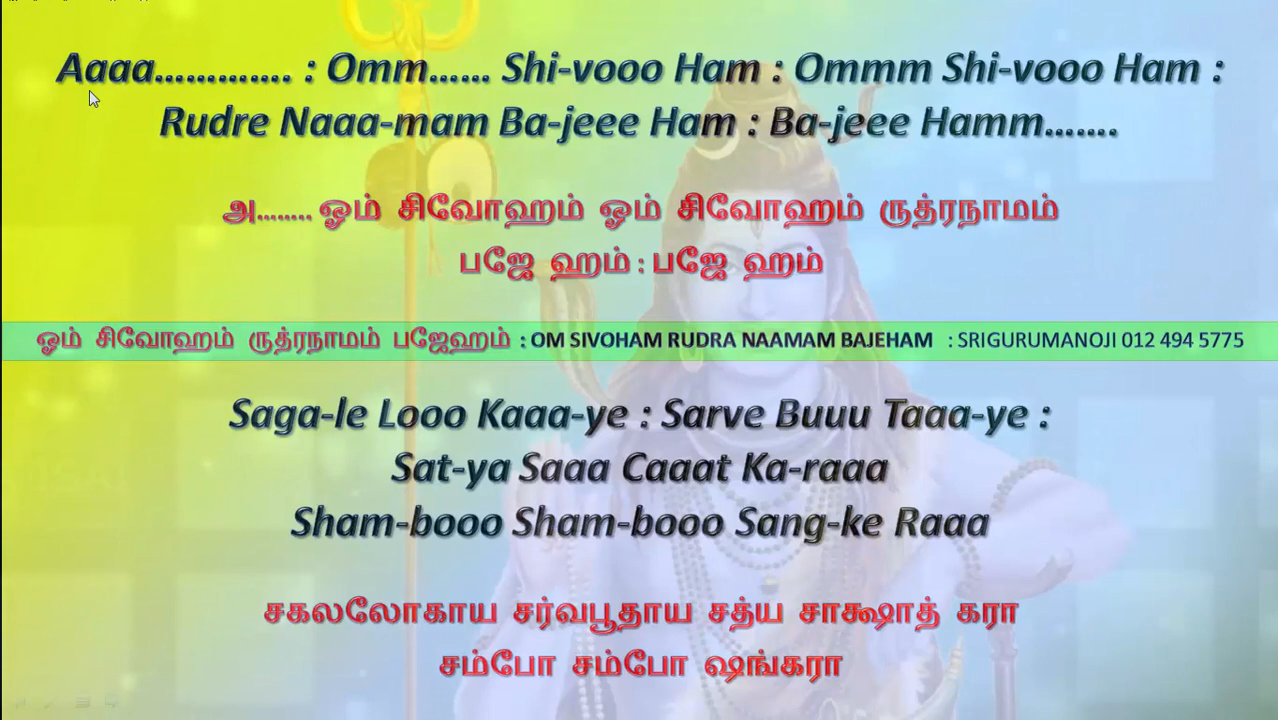 Aaaa............. : Omm...... Shi-vooo Ham : Ommm Shi-vooo Ham :
Rudre Naaa-mam Ba-jeee Ham : Ba-jeee Hamm.......
அ........ ஓம் சிவோஹம் ஓம் சிவோஹம் ருத்ரநாமம்
பஜே ஹம் : பஜே ஹம்
ஓம் சிவோஹம் ருத்ரநாமம் பஜேஹம் : OM SIVOHAM RUDRA NAAMAM BAJEHAM : SRIGURUMANOJI 012 494 5775
Saga-le Looo Kaaa-ye : Sarve Buuu Taaa-ye :
Sat-ya Saaa Caaat Ka-raaa
Sham-booo Sham-booo Sang-ke Raaa
சகலலோகாய சர்வபூதாய சத்ய சாக்ஷாத் கரா
சம்போ சம்போ ஷங்கரா